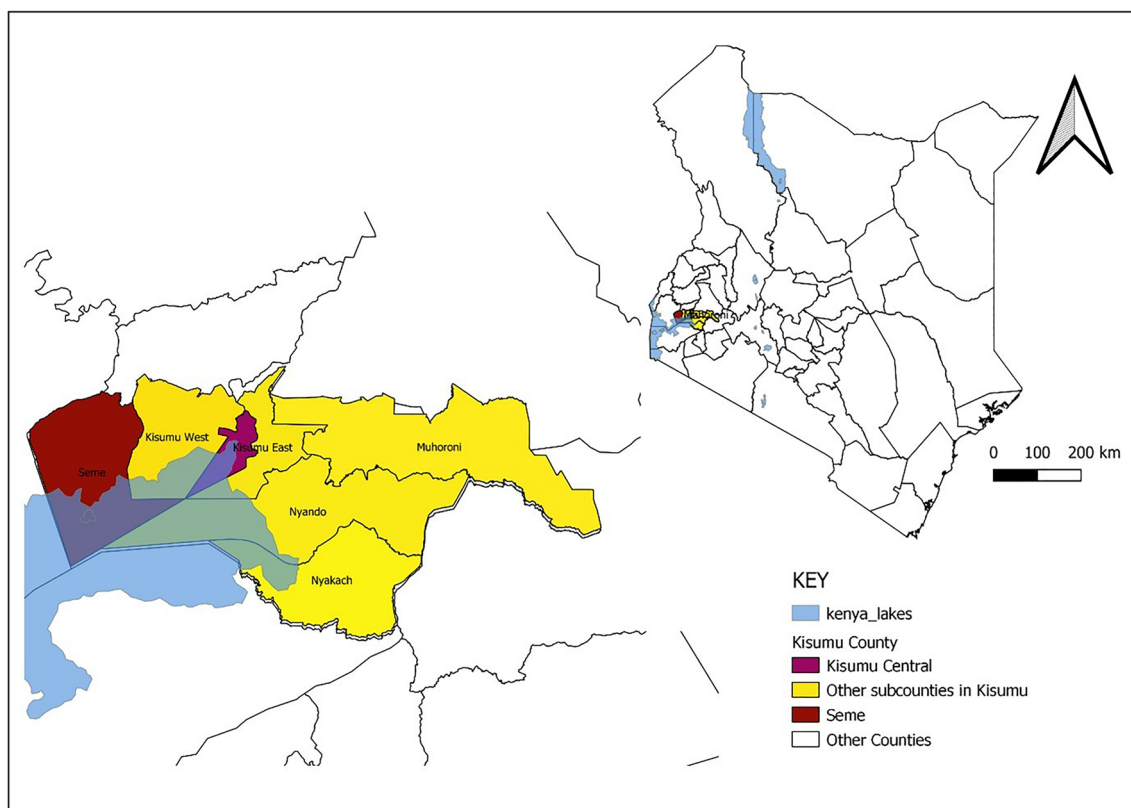 Kisumu West
Kisumu East
Muhoroni
Seme
Nyando
Nyakach
Muhoroni
0 100 200 km
KEY
kenya_lakes
Kisumu County
Kisumu Central
Other subcounties in Kisumu
Seme
Other Counties